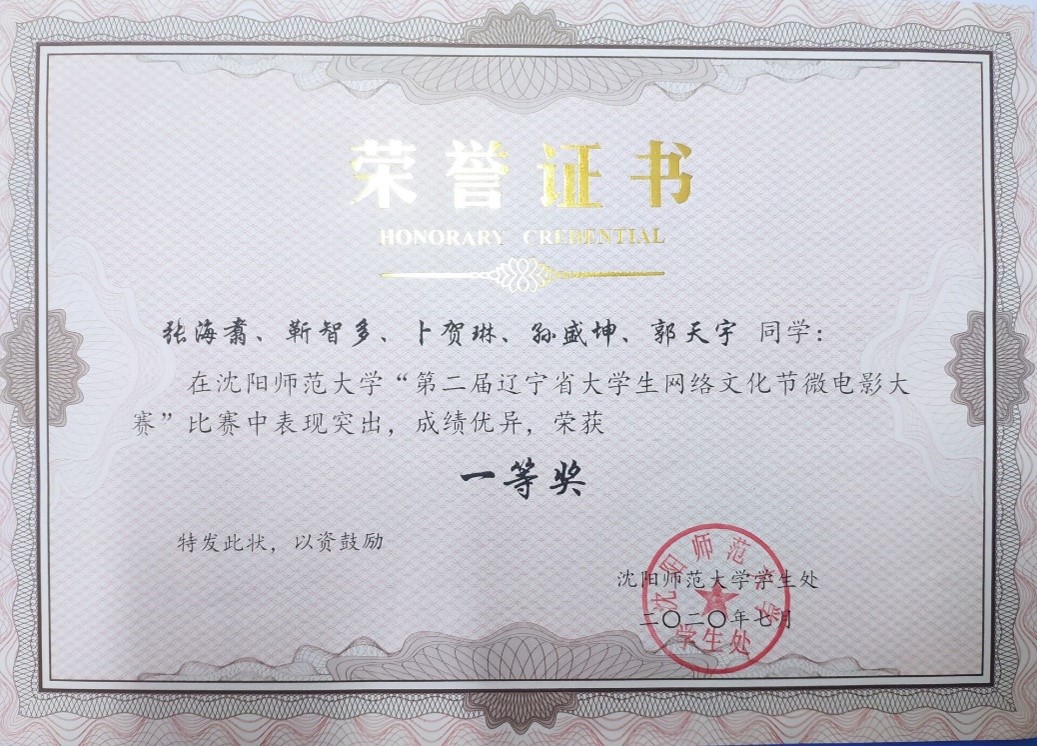 荣誉证书
HONORARY CREDENTIAL
张海翥、靳智多、卜贺琳、孙盛坤、郭天宇 同学：
在沈阳师范大学“第二届辽宁省大学生网络文化节微电影大
赛”比赛中表现突出，成绩优异，荣获
一等奖
特发此状，以资鼓励
沈阳师范大学学生处
二〇二〇年七月
沈阳师范大学
学生处